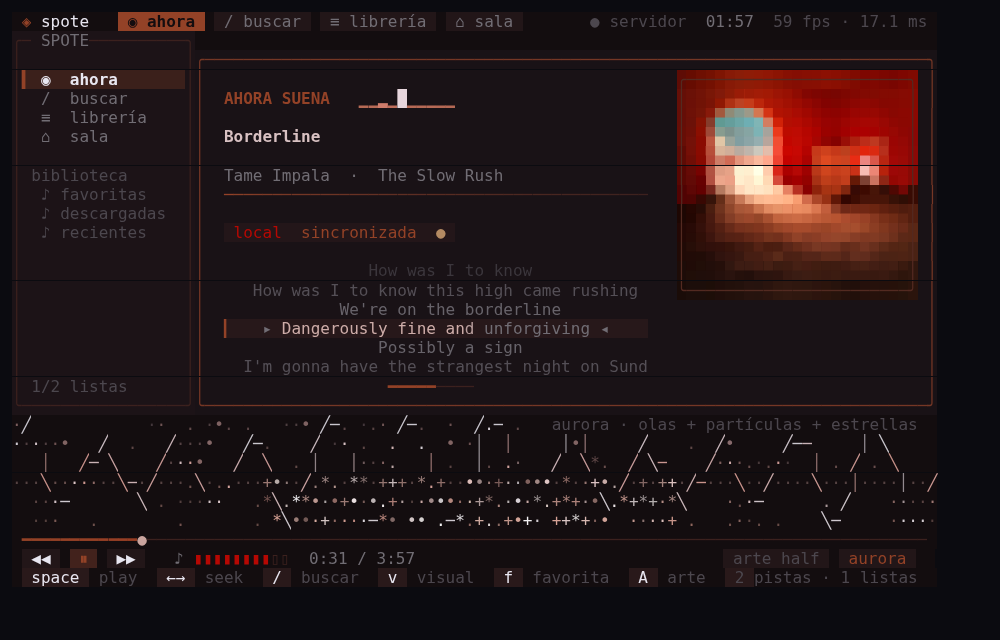 ◈ spote ◉ ahora / buscar ≡ librería ⌂ sala ● servidor 01:57 59 fps · 17.1 ms
SPOTE
◉ ahora
/ buscar
≡ librería
⌂ sala
biblioteca
♪ favoritas
♪ descargadas
♪ recientes
1/2 listas
AHORA SUENA
Borderline
Tame Impala · The Slow Rush
local sincronizada ●
How was I to know
How was I to know this high came rushing
We're on the borderline
▸ Dangerously fine and unforgiving ◂
Possibly a sign
I'm gonna have the strangest night on Sund
aurora · olas + partículas + estrellas
◀◀ ⏸ ▶▶ ♪ 0:31 / 3:57 arte half aurora
space play ←→ seek / buscar v visual f favorita A arte 2 pistas · 1 listas